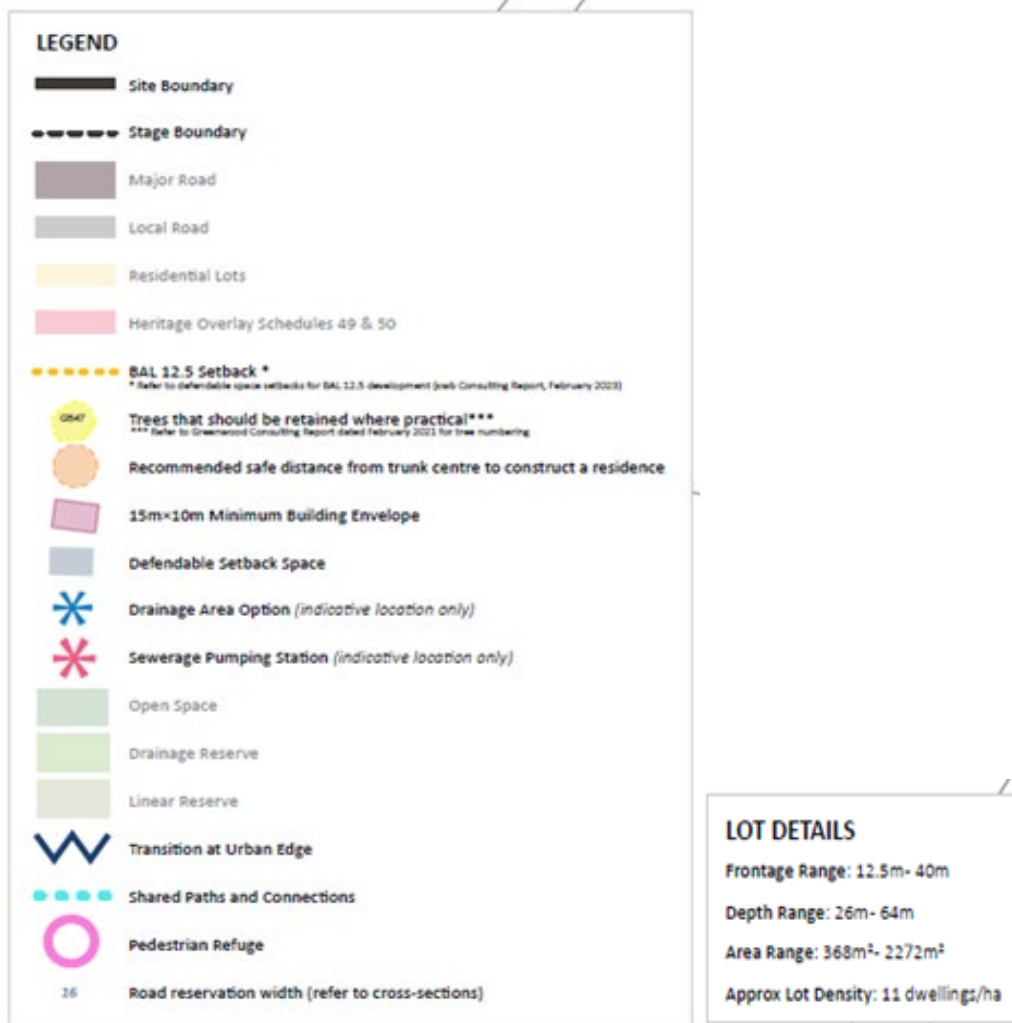 LEGEND
Site Boundary
Stage Boundary
Major Road
Local Road
Residential Lots
Heritage Overlay Schedules 49 & 50
BAL 12.5 Setback *
* Refer to defendable space setbacks for BAL 12.5 development (xwb Consulting Report, February 2023)
Trees that should be retained where practical***
*** Refer to Greenwood Consulting Report dated February 2021 for tree numbering
Recommended safe distance from trunk centre to construct a residence
15m×10m Minimum Building Envelope
Defendable Setback Space
Drainage Area Option (indicative location only)
Sewerage Pumping Station (indicative location only)
Open Space
Drainage Reserve
Linear Reserve
Transition at Urban Edge
Shared Paths and Connections
Pedestrian Refuge
26 Road reservation width (refer to cross-sections)
LOT DETAILS
Frontage Range: 12.5m- 40m
Depth Range: 26m- 64m
Area Range: 368m²- 2272m²
Approx Lot Density: 11 dwellings/ha